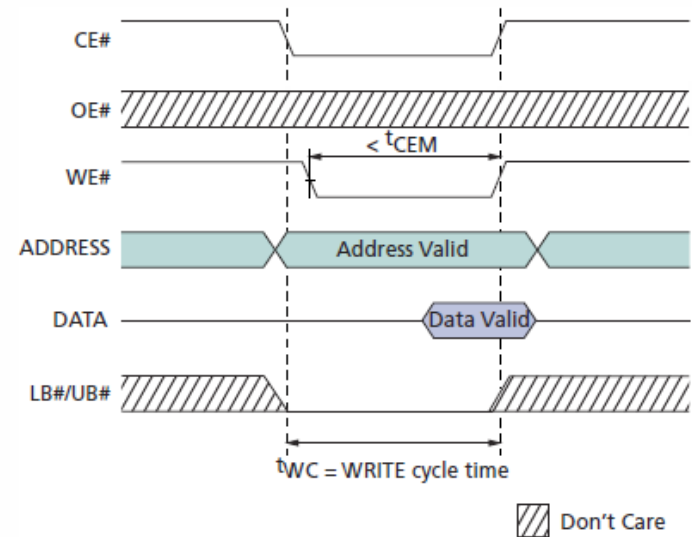 CE#
OE#
< tCEM
WE#
ADDRESS Address Valid
DATA Data Valid
LB#/UB#
tWC = WRITE cycle time
Don't Care